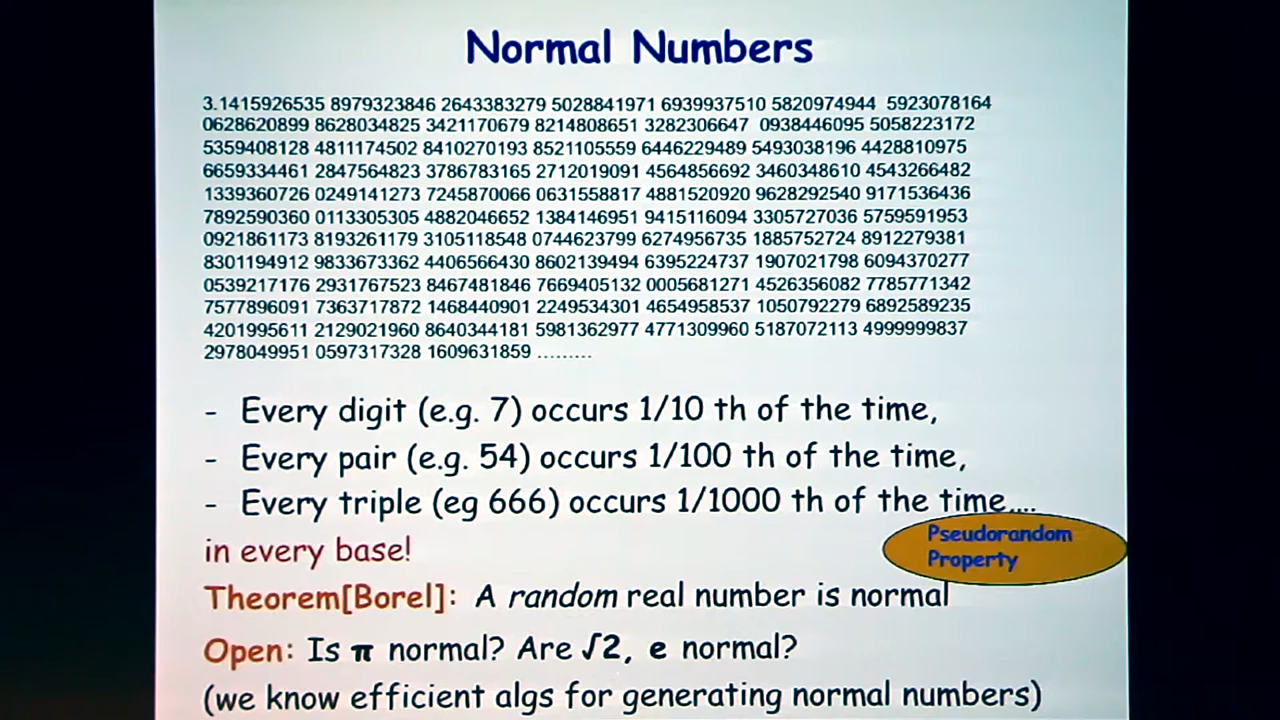 Normal Numbers
3.1415926535 8979323846 2643383279 5028841971 6939937510 5820974944 5923078164
0628620899 8628034825 3421170679 8214808651 3282306647 0938446095 5058223172
5359408128 4811174502 8410270193 8521105559 6446229489 5493038196 4428810975
6659334461 2847564823 3786783165 2712019091 4564856692 3460348610 4543266482
1339360726 0249141273 7245870066 0631558817 4881520920 9628292540 9171536436
7892590360 0113305305 4882046652 1384146951 9415116094 3305727036 5759591953
0921861173 8193261179 3105118548 0744623799 6274956735 1885752724 8912279381
8301194912 9833673362 4406566430 8602139494 6395224737 1907021798 6094370277
0539217176 2931767523 8467481846 7669405132 0005681271 4526356082 7785771342
7577896091 7363717872 1468440901 2249534301 4654958537 1050792279 6892589235
4201995611 2129021960 8640344181 5981362977 4771309960 5187072113 4999999837
2978049951 0597317328 1609631859 .........
- Every digit (e.g. 7) occurs 1/10 th of the time,
- Every pair (e.g. 54) occurs 1/100 th of the time,
- Every triple (eg 666) occurs 1/1000 th of the time….
in every base!
Pseudorandom
Property
Theorem[Borel]: A random real number is normal
Open: Is π normal? Are √2, e normal?
(we know efficient algs for generating normal numbers)